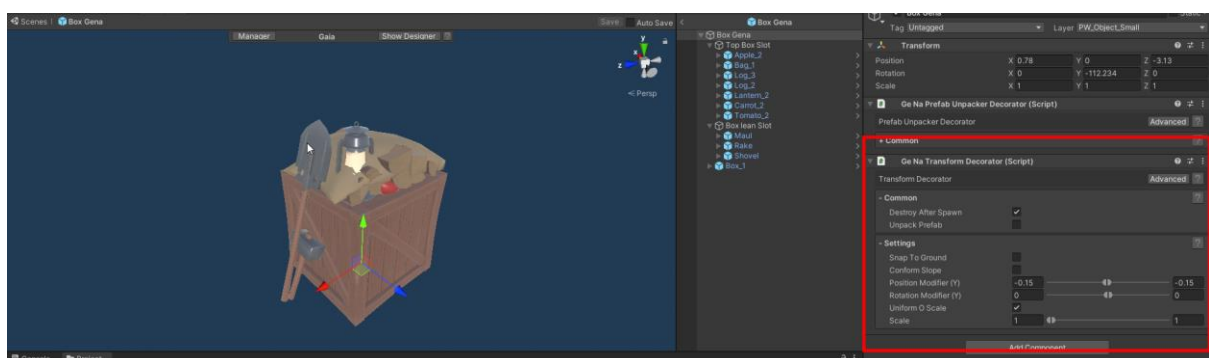 Scenes | Box Gena
Save Auto Save
Manager Gaia Show Designer ?
y
x
z
< Persp
< Box Gena
Box Gena
Top Box Slot
Apple_2
Bag_1
Log_3
Log_2
Lantern_2
Carrot_2
Tomato_2
Box lean Slot
Maul
Rake
Shovel
Box_1
Box Gena Static
Tag Untagged Layer PW_Object_Small
Transform
Position X 0.78 Y 0 Z -3.13
Rotation X 0 Y -112.234 Z 0
Scale X 1 Y 1 Z 1
Ge Na Prefab Unpacker Decorator (Script)
Prefab Unpacker Decorator Advanced ?
+ Common ?
Ge Na Transform Decorator (Script)
Transform Decorator Advanced ?
- Common ?
Destroy After Spawn
Unpack Prefab
- Settings ?
Snap To Ground
Conform Slope
Position Modifier (Y) -0.15 -0.15
Rotation Modifier (Y) 0 0
Uniform O Scale
Scale 1 1
Add Component
Console Project